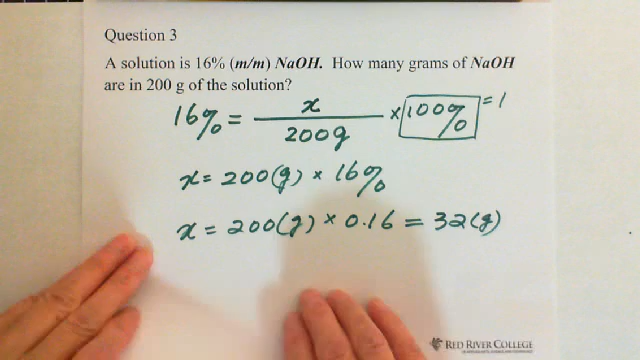 Question 3
A solution is 16% (m/m) NaOH. How many grams of NaOH
are in 200 g of the solution?
16% = x / 200g × 100% = 1
x = 200(g) × 16%
x = 200(g) × 0.16 = 32(g)
RED RIVER COLLEGE